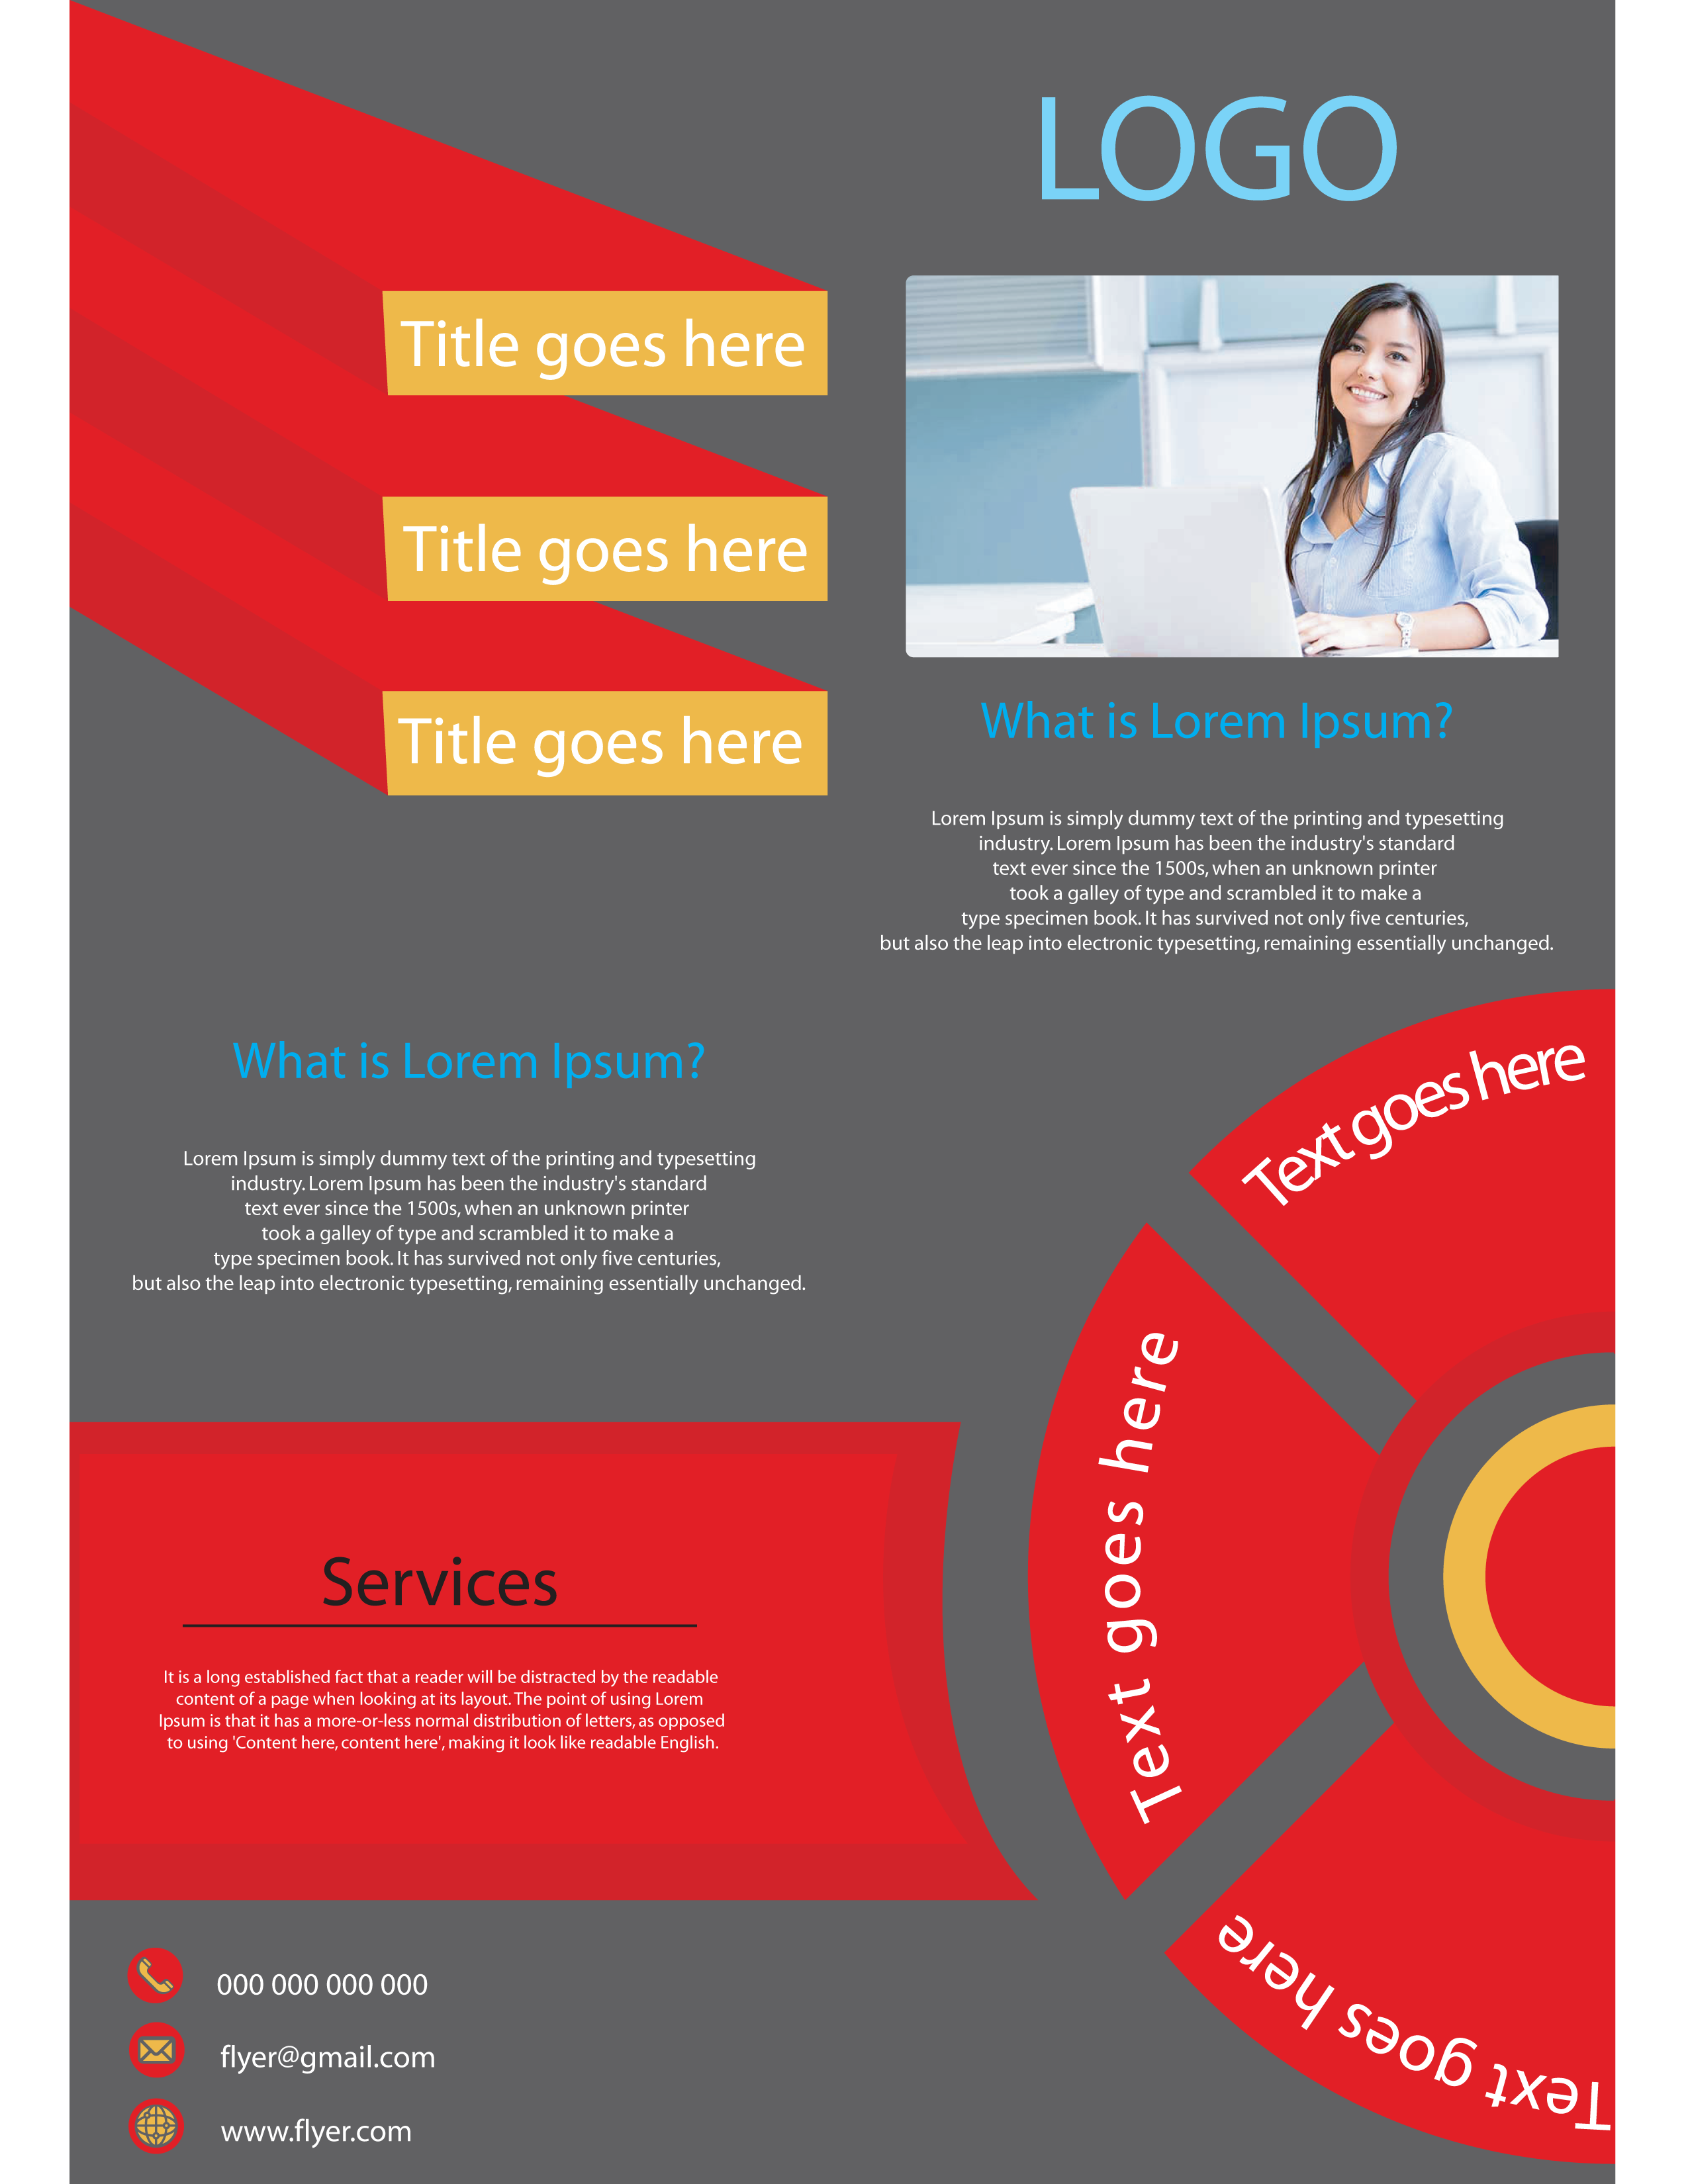 LOGO
Title goes here
Title goes here
Title goes here
What is Lorem Ipsum?
Lorem Ipsum is simply dummy text of the printing and typesetting
industry. Lorem Ipsum has been the industry's standard
text ever since the 1500s, when an unknown printer
took a galley of type and scrambled it to make a
type specimen book. It has survived not only five centuries,
but also the leap into electronic typesetting, remaining essentially unchanged.
What is Lorem Ipsum?
Lorem Ipsum is simply dummy text of the printing and typesetting
industry. Lorem Ipsum has been the industry's standard
text ever since the 1500s, when an unknown printer
took a galley of type and scrambled it to make a
type specimen book. It has survived not only five centuries,
but also the leap into electronic typesetting, remaining essentially unchanged.
Text goes here
Text goes here
Text goes here
Services
It is a long established fact that a reader will be distracted by the readable
content of a page when looking at its layout. The point of using Lorem
Ipsum is that it has a more-or-less normal distribution of letters, as opposed
to using 'Content here, content here', making it look like readable English.
000 000 000 000
flyer@gmail.com
www.flyer.com